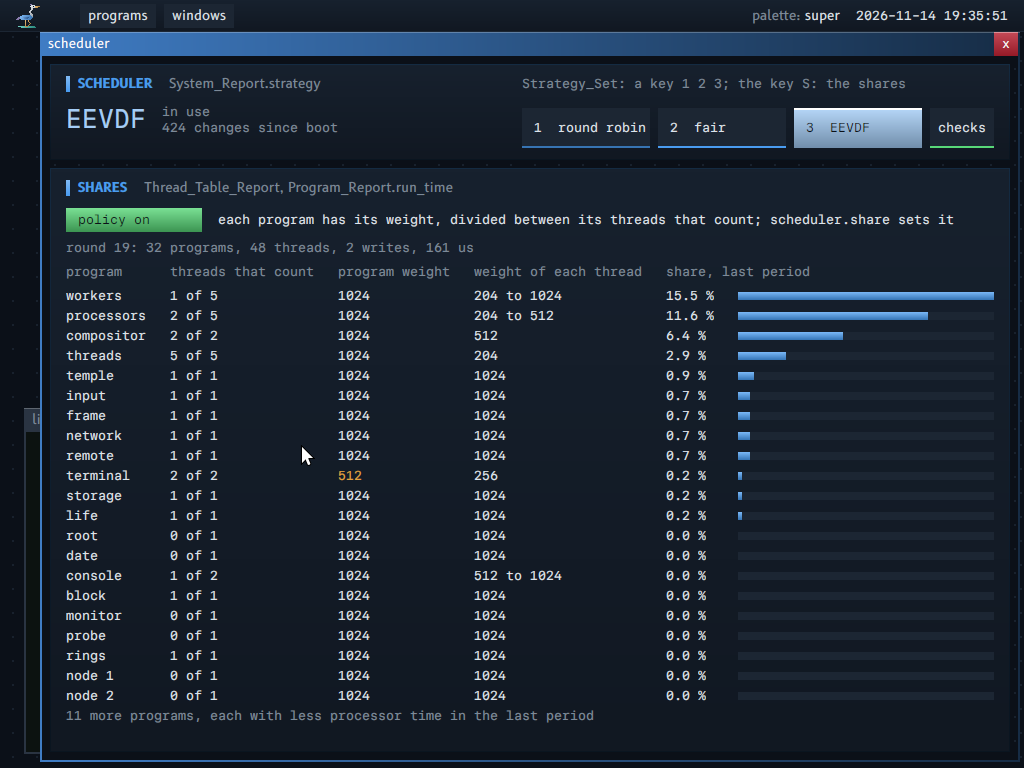 programs windows palette: super 2026-11-14 19:35:51
scheduler x
SCHEDULER System_Report.strategy Strategy_Set: a key 1 2 3; the key S: the shares
EEVDF in use
424 changes since boot
1 round robin 2 fair 3 EEVDF checks
SHARES Thread_Table_Report, Program_Report.run_time
policy on each program has its weight, divided between its threads that count; scheduler.share sets it
round 19: 32 programs, 48 threads, 2 writes, 161 us
program threads that count program weight weight of each thread share, last period
workers 1 of 5 1024 204 to 1024 15.5 %
processors 2 of 5 1024 204 to 512 11.6 %
compositor 2 of 2 1024 512 6.4 %
threads 5 of 5 1024 204 2.9 %
temple 1 of 1 1024 1024 0.9 %
input 1 of 1 1024 1024 0.7 %
frame 1 of 1 1024 1024 0.7 %
network 1 of 1 1024 1024 0.7 %
remote 1 of 1 1024 1024 0.7 %
li
terminal 2 of 2 512 256 0.2 %
storage 1 of 1 1024 1024 0.2 %
life 1 of 1 1024 1024 0.2 %
root 0 of 1 1024 1024 0.0 %
date 0 of 1 1024 1024 0.0 %
console 1 of 2 1024 512 to 1024 0.0 %
block 1 of 1 1024 1024 0.0 %
monitor 0 of 1 1024 1024 0.0 %
probe 0 of 1 1024 1024 0.0 %
rings 1 of 1 1024 1024 0.0 %
node 1 0 of 1 1024 1024 0.0 %
node 2 0 of 1 1024 1024 0.0 %
11 more programs, each with less processor time in the last period